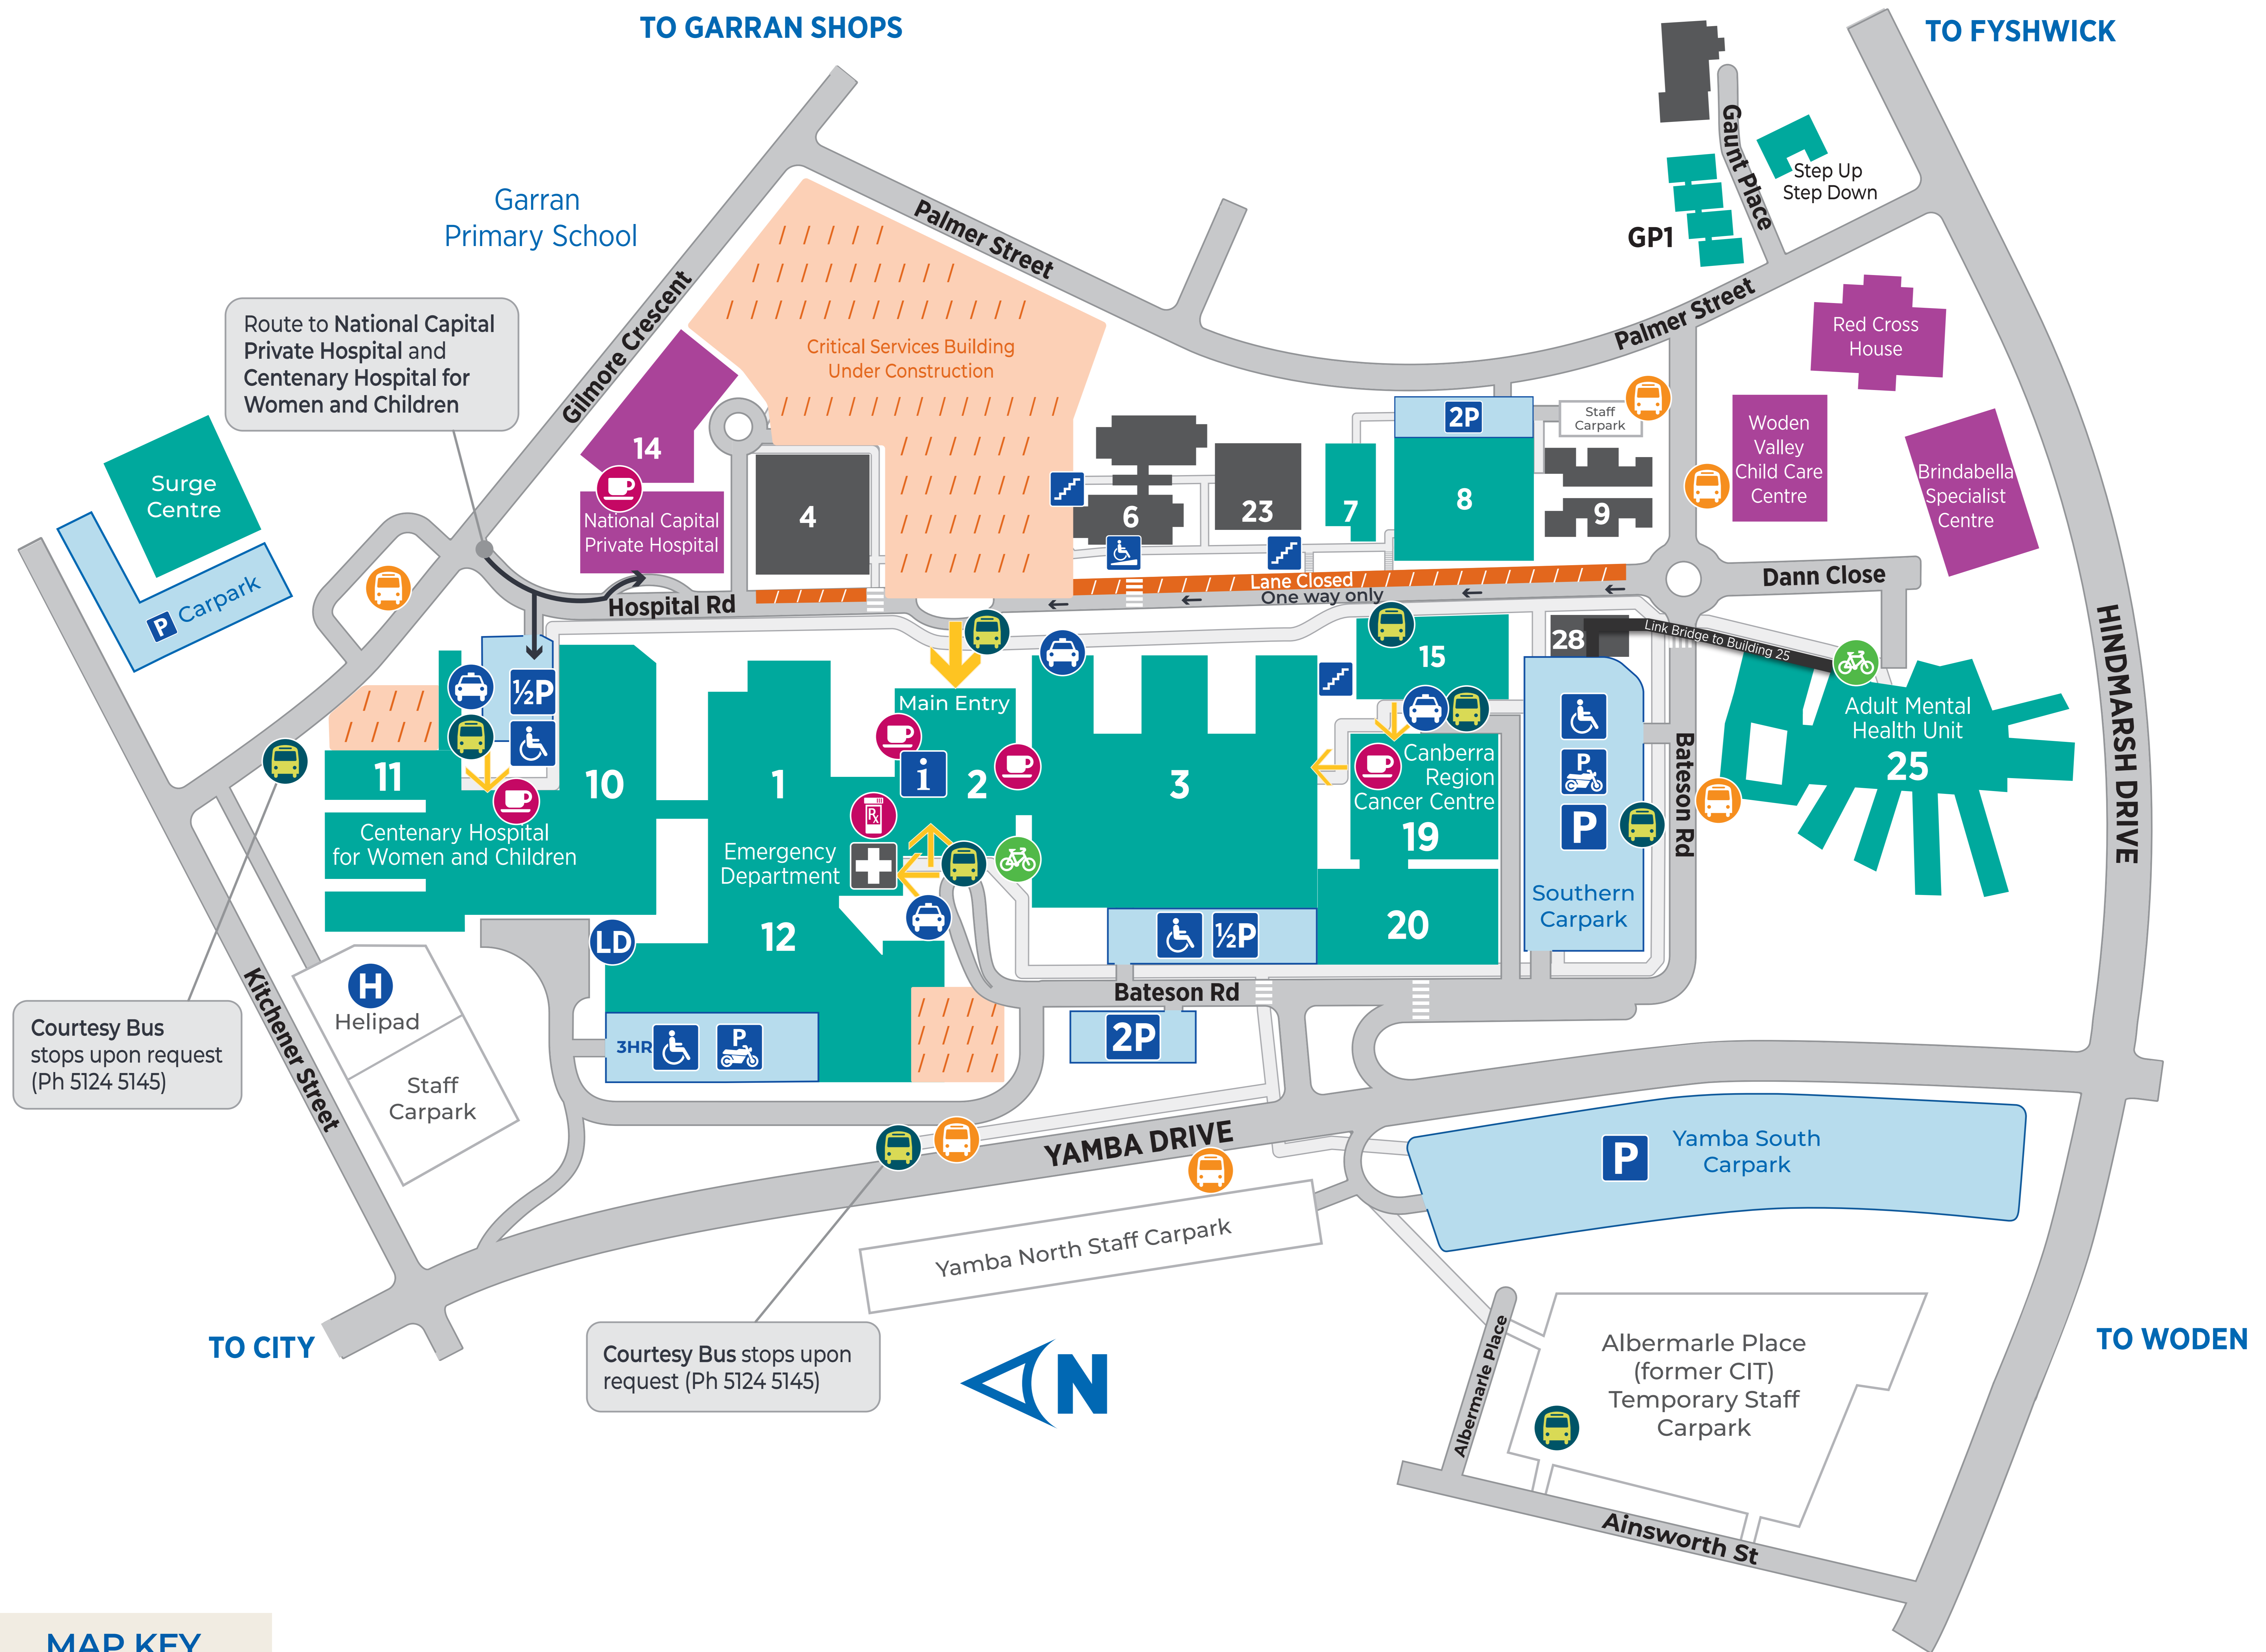 TO GARRAN SHOPS
TO FYSHWICK
Gaunt Place
Step Up
Step Down
GP1
Garran
Primary School
Palmer Street
Palmer Street
Gilmore Crescent
Route to National Capital
Private Hospital and
Centenary Hospital for
Women and Children
Critical Services Building
Under Construction
Red Cross
House
Woden
Valley
Child Care
Centre
Brindabella
Specialist
Centre
Staff
Carpark
2P
14
National Capital
Private Hospital
4
6
23
7
8
9
Surge
Centre
P Carpark
Hospital Rd
Lane Closed
One way only
Dann Close
HINDMARSH DRIVE
28
Link Bridge to Building 25
15
½P
Main Entry
i
11
10
1
2
3
Canberra
Region
Cancer Centre
19
P
P
Southern
Carpark
Bateson Rd
Adult Mental
Health Unit
25
Centenary Hospital
for Women and Children
Rx
Emergency
Department
12
LD
½P
20
H
Helipad
Staff
Carpark
Kitchener Street
Courtesy Bus
stops upon request
(Ph 5124 5145)
3HR
P
Bateson Rd
2P
YAMBA DRIVE
P
Yamba South
Carpark
Yamba North Staff Carpark
TO CITY
Courtesy Bus stops upon
request (Ph 5124 5145)
N
Albermarle Place
Albermarle Place
(former CIT)
Temporary Staff
Carpark
TO WODEN
Ainsworth St
MAP KEY